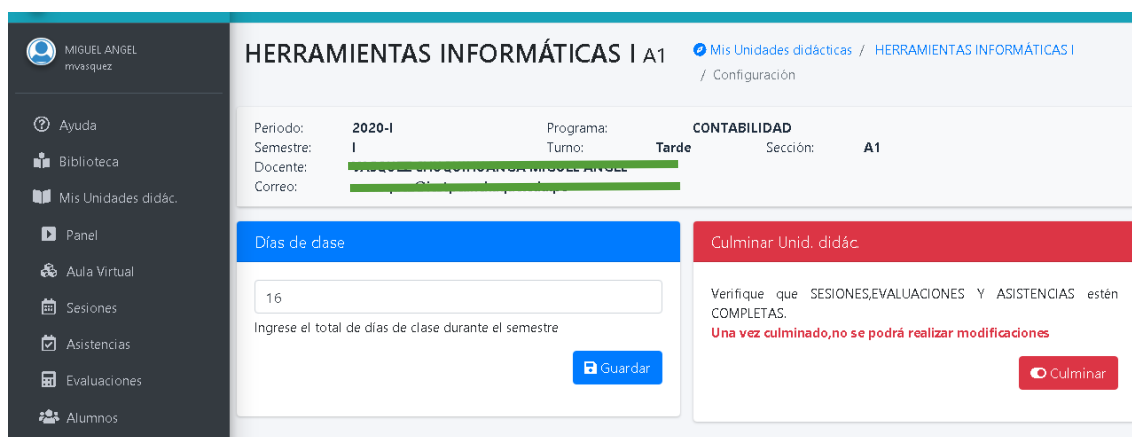 MIGUEL ANGEL
mvasquez
Ayuda
Biblioteca
Mis Unidades didác.
Panel
Aula Virtual
Sesiones
Asistencias
Evaluaciones
Alumnos
HERRAMIENTAS INFORMÁTICAS I A1
Mis Unidades didácticas / HERRAMIENTAS INFORMÁTICAS I
/ Configuración
Periodo: 2020-I Programa: CONTABILIDAD
Semestre: I Turno: Tarde Sección: A1
Docente:
Correo:
Días de clase
16
Ingrese el total de días de clase durante el semestre
Guardar
Culminar Unid. didác.
Verifique que SESIONES,EVALUACIONES Y ASISTENCIAS estén
COMPLETAS.
Una vez culminado,no se podrá realizar modificaciones
Culminar